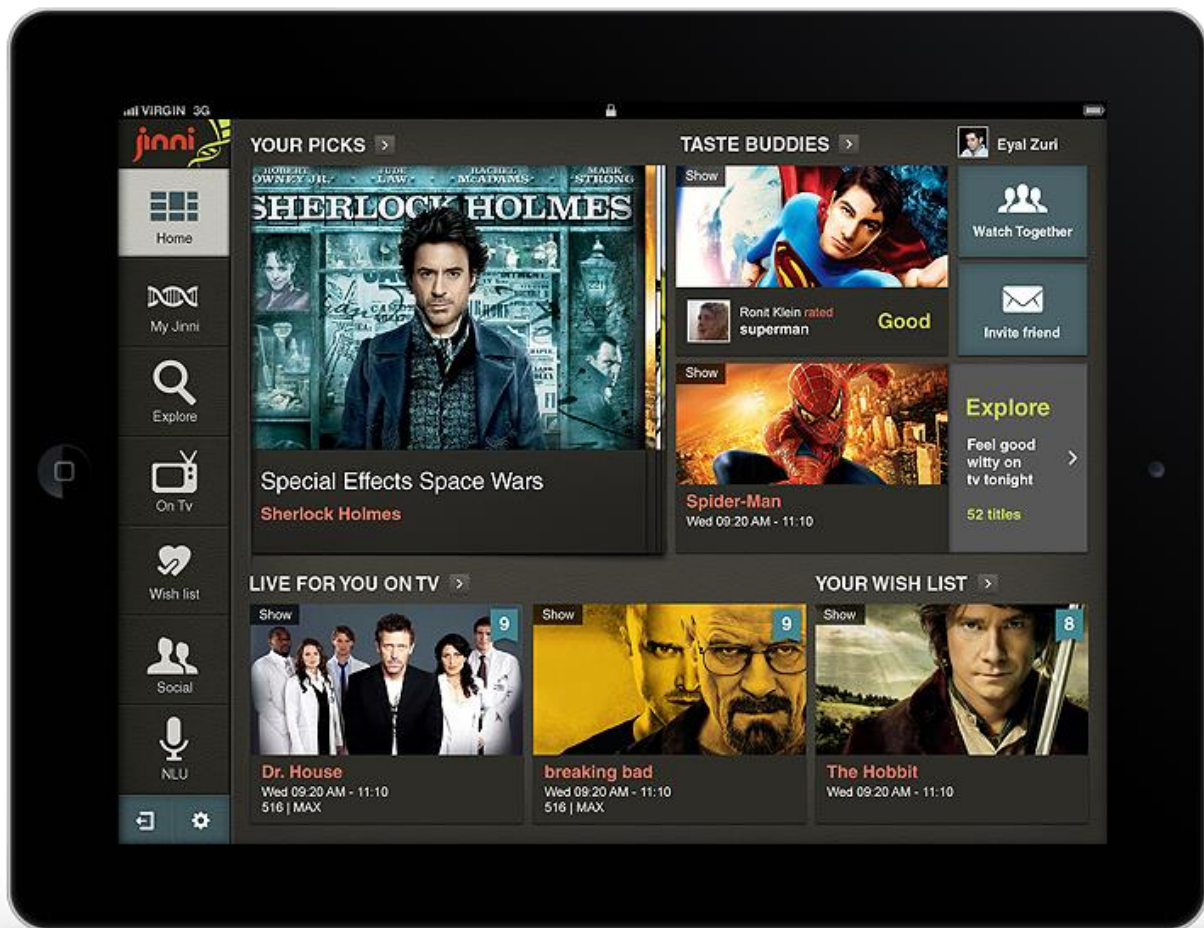 VIRGIN 3G
jinni
Home
My Jinni
Explore
On Tv
Wish list
Social
NLU
YOUR PICKS
ROBERT DOWNEY JR.
JUDE LAW
RACHEL McADAMS
MARK STRONG
SHERLOCK HOLMES
Special Effects Space Wars
Sherlock Holmes
TASTE BUDDIES
Show
Ronit Klein rated
superman
Good
Show
Spider-Man
Wed 09:20 AM - 11:10
Eyal Zuri
Watch Together
Invite friend
Explore
Feel good
witty on
tv tonight
52 titles
LIVE FOR YOU ON TV
Show
9
Dr. House
Wed 09:20 AM - 11:10
516 | MAX
Show
9
breaking bad
Wed 09:20 AM - 11:10
516 | MAX
YOUR WISH LIST
Show
8
The Hobbit
Wed 09:20 AM - 11:10